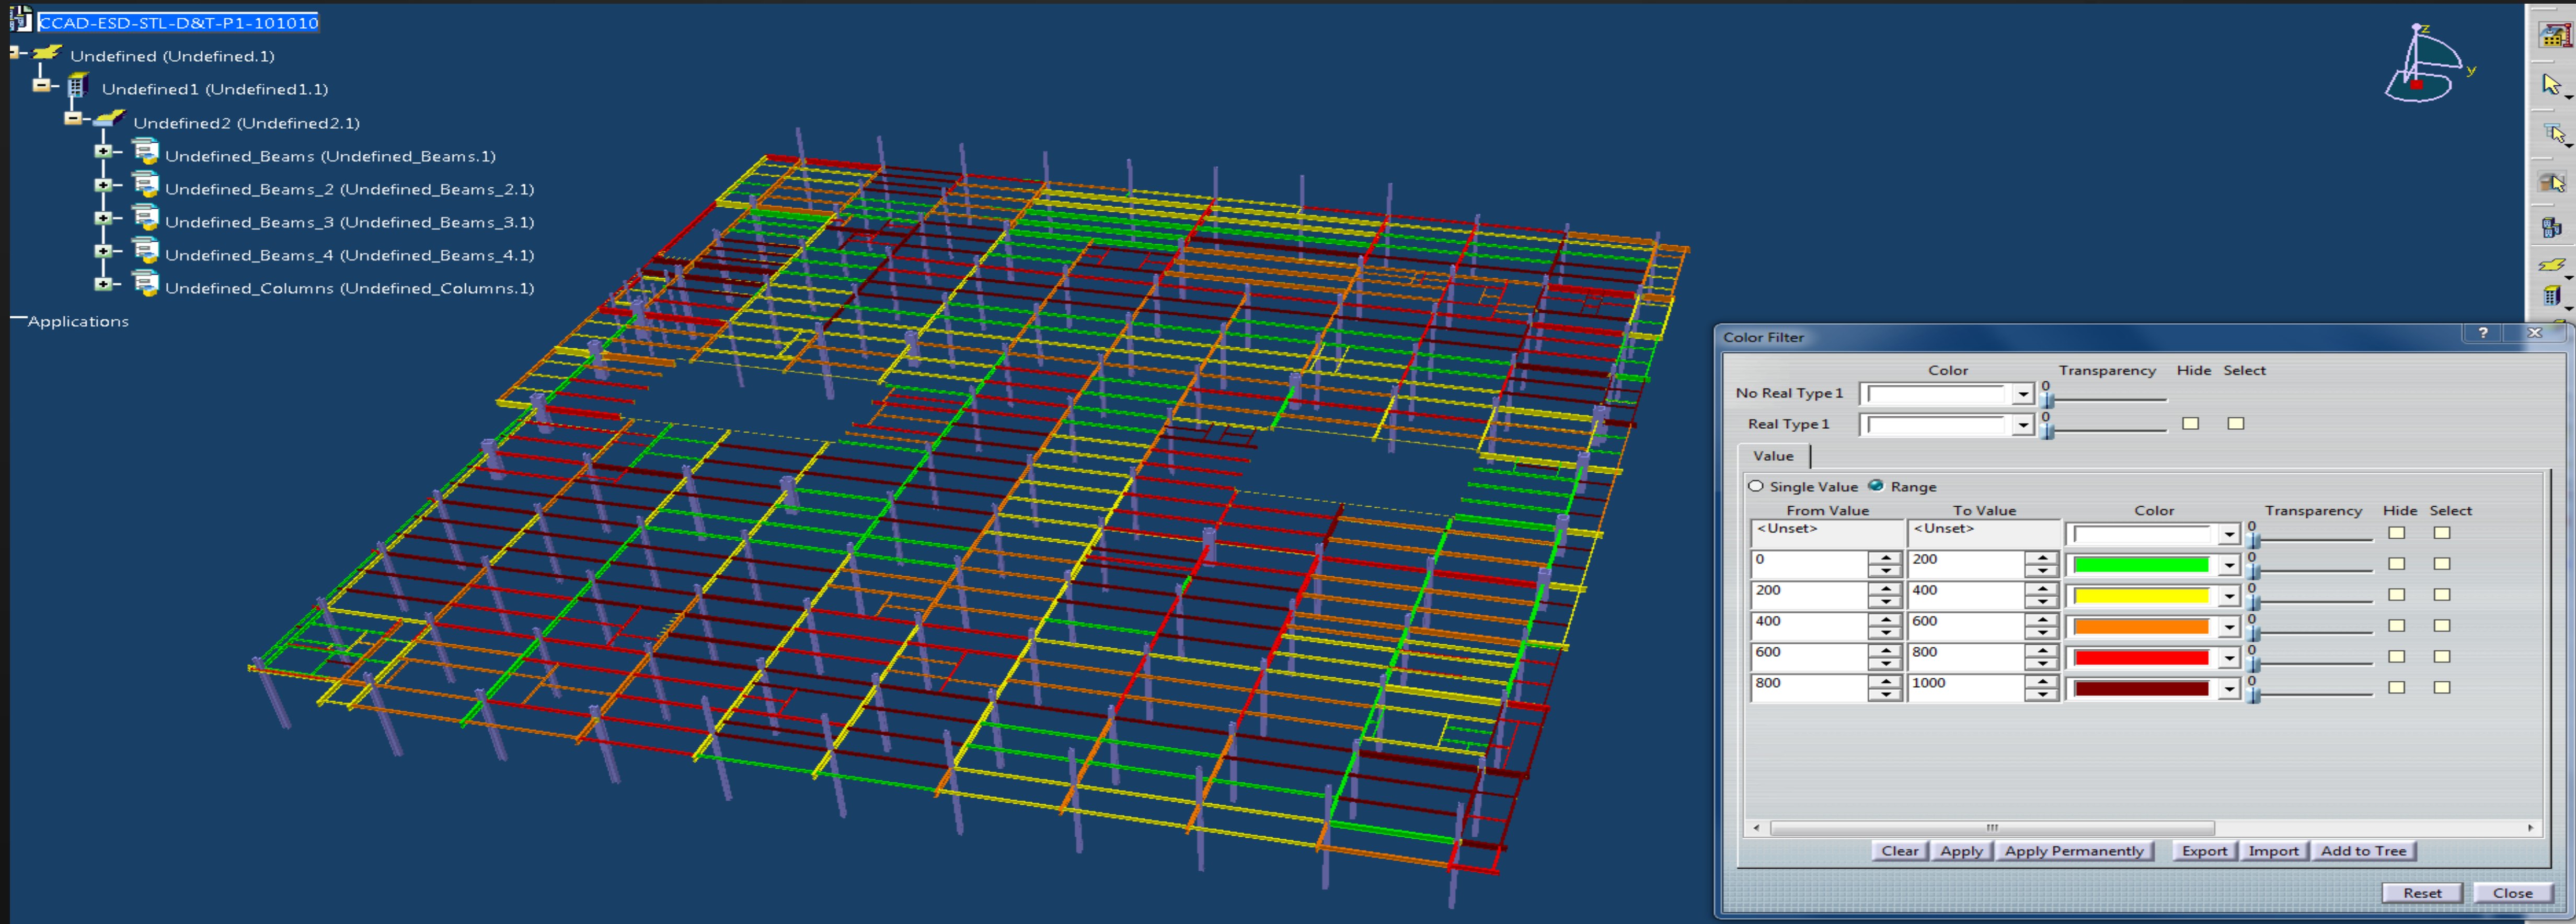 CCAD-ESD-STL-D&T-P1-101010
Undefined (Undefined.1)
Undefined1 (Undefined1.1)
Undefined2 (Undefined2.1)
Undefined_Beams (Undefined_Beams.1)
Undefined_Beams_2 (Undefined_Beams_2.1)
Undefined_Beams_3 (Undefined_Beams_3.1)
Undefined_Beams_4 (Undefined_Beams_4.1)
Undefined_Columns (Undefined_Columns.1)
Applications
z
y
Color Filter
Color Transparency Hide Select
No Real Type 1 0
Real Type 1 0
Value
Single Value Range
From Value To Value Color Transparency Hide Select
<Unset> <Unset> 0
0 200 0
200 400 0
400 600 0
600 800 0
800 1000 0
Clear Apply Apply Permanently Export Import Add to Tree
Reset Close